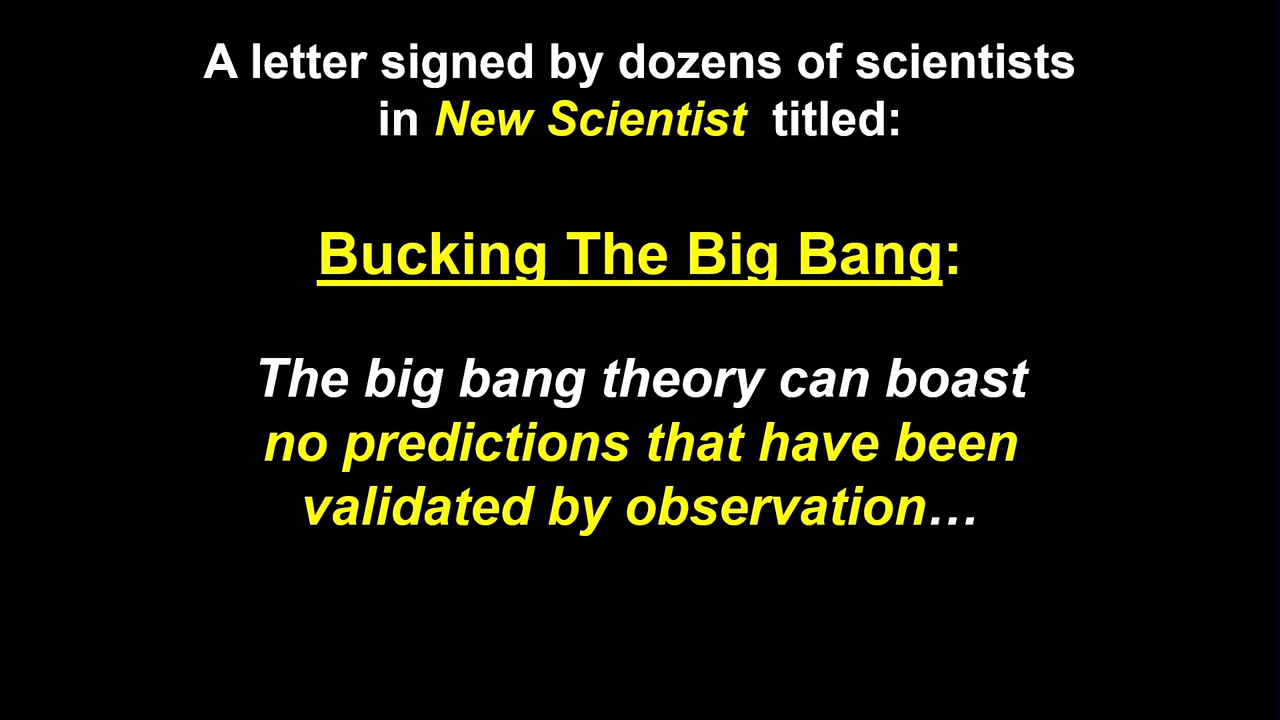 A letter signed by dozens of scientists
in New Scientist titled:
Bucking The Big Bang:
The big bang theory can boast
no predictions that have been
validated by observation…